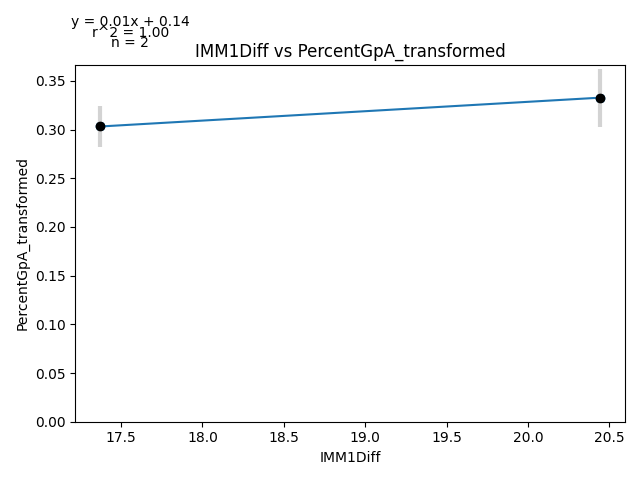 y = 0.01x + 0.14
r^2 = 1.00
n = 2
IMM1Diff vs PercentGpA_transformed
0.35
0.30
0.25
0.20
0.15
0.10
0.05
0.00
PercentGpA_transformed
17.5 18.0 18.5 19.0 19.5 20.0 20.5
IMM1Diff